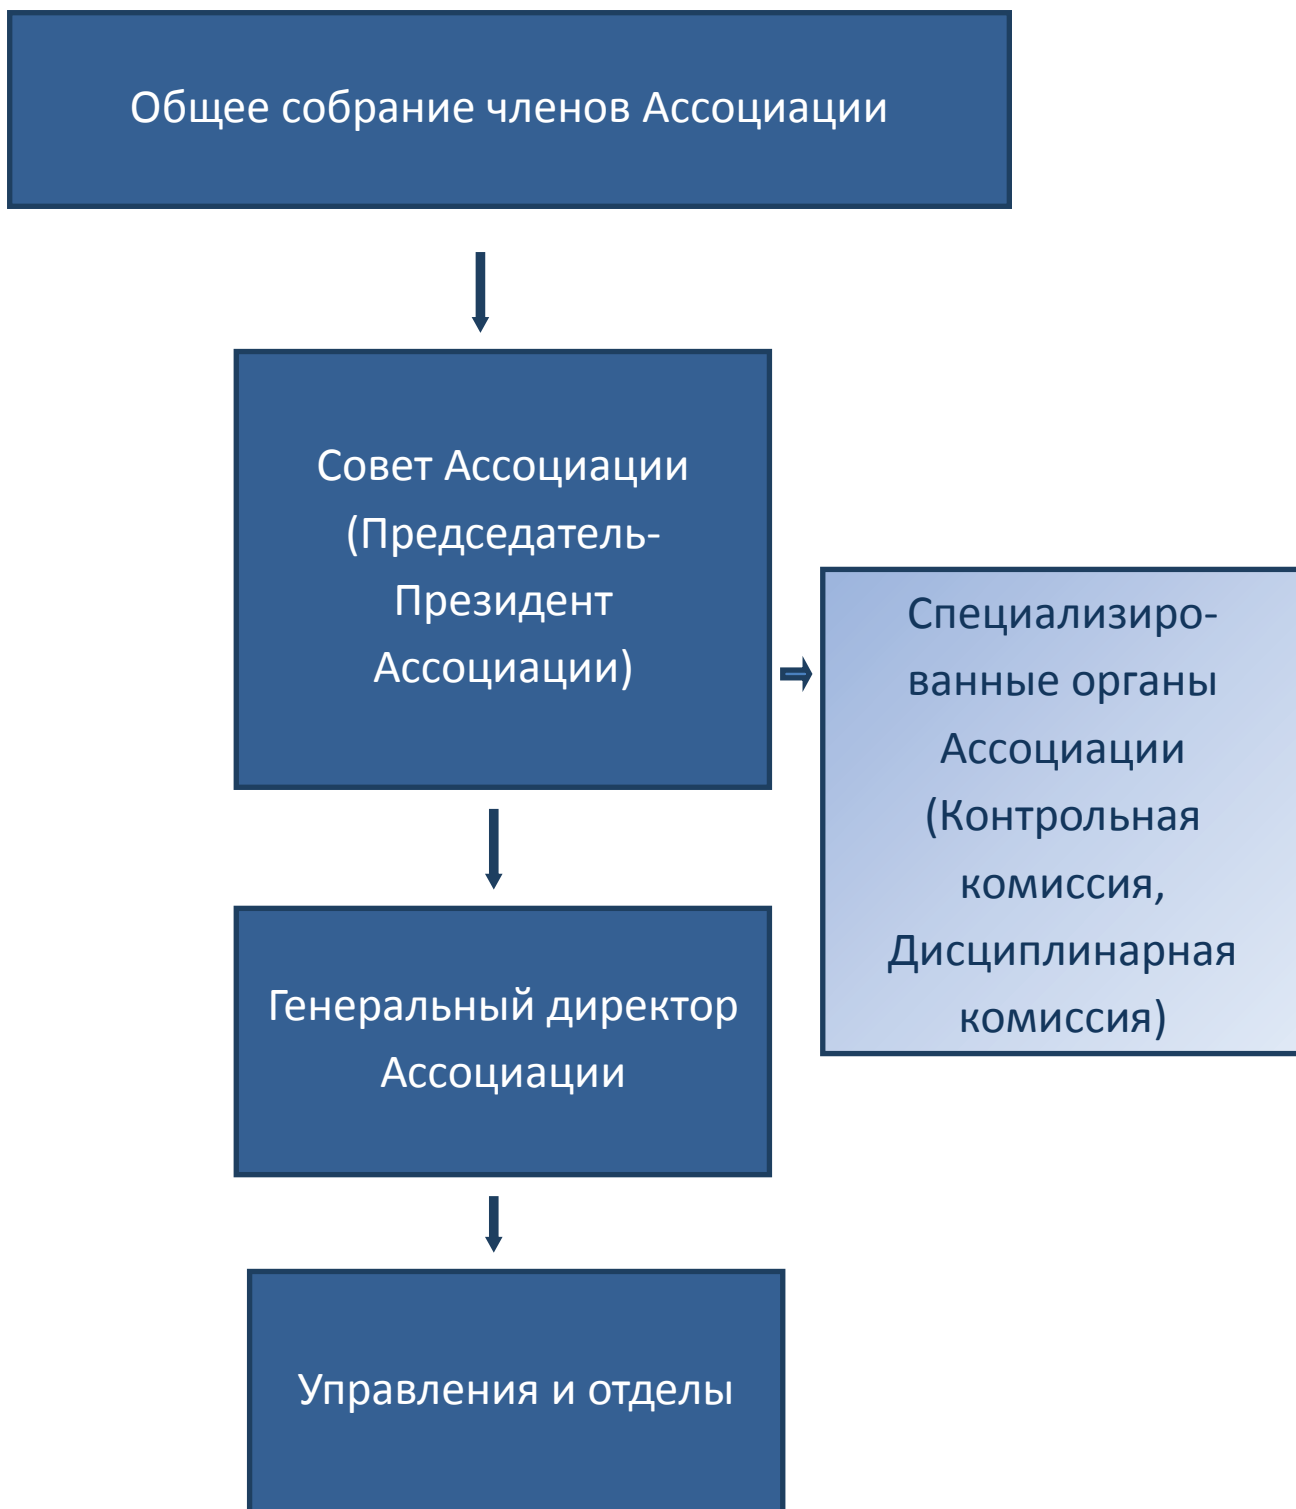 Общее собрание членов Ассоциации
Совет Ассоциации
(Председатель-
Президент
Ассоциации)
Специализиро-
ванные органы
Ассоциации
(Контрольная
комиссия,
Дисциплинарная
комиссия)
Генеральный директор
Ассоциации
Управления и отделы